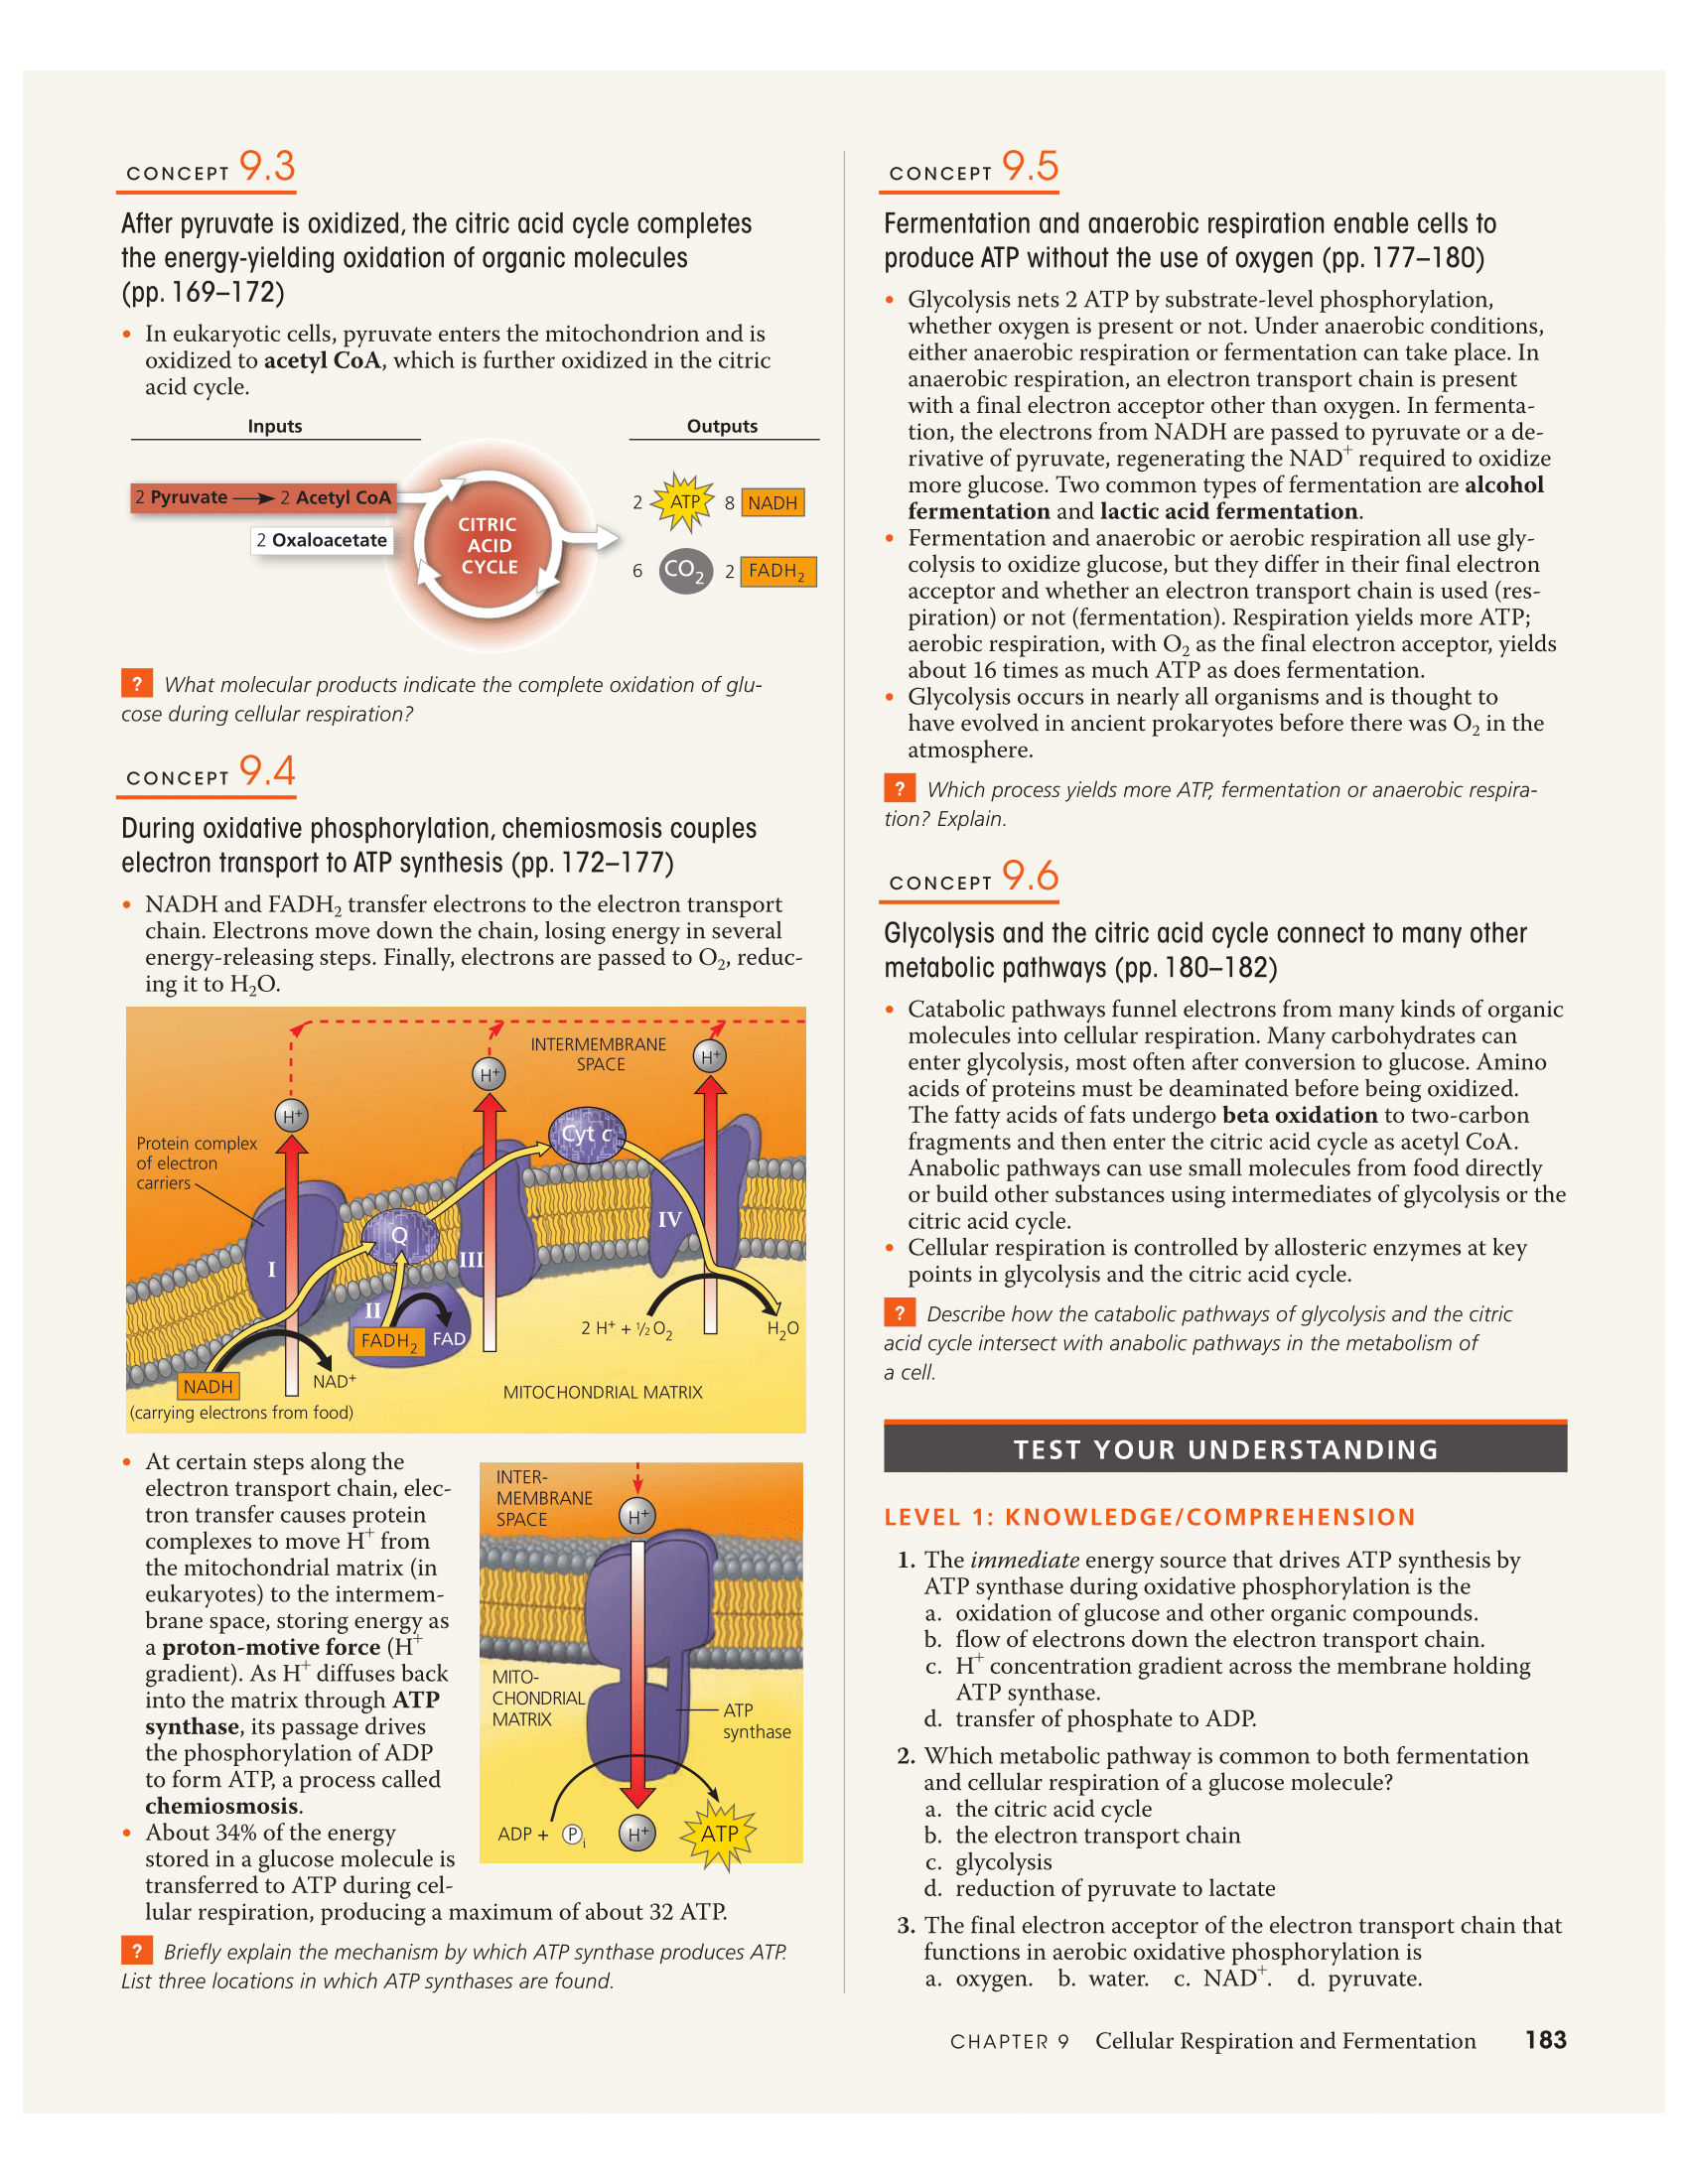 CONCEPT 9.3
After pyruvate is oxidized, the citric acid cycle completes
the energy-yielding oxidation of organic molecules
(pp. 169–172)
• In eukaryotic cells, pyruvate enters the mitochondrion and is
oxidized to acetyl CoA, which is further oxidized in the citric
acid cycle.
Inputs
Outputs
2 Pyruvate → 2 Acetyl CoA
2 Oxaloacetate
CITRIC
ACID
CYCLE
2 ATP 8 NADH
6 CO₂ 2 FADH₂
? What molecular products indicate the complete oxidation of glu-
cose during cellular respiration?
CONCEPT 9.4
During oxidative phosphorylation, chemiosmosis couples
electron transport to ATP synthesis (pp. 172–177)
• NADH and FADH₂ transfer electrons to the electron transport
chain. Electrons move down the chain, losing energy in several
energy-releasing steps. Finally, electrons are passed to O₂, reduc-
ing it to H₂O.
INTERMEMBRANE
SPACE
H⁺
H⁺
H⁺
Protein complex
of electron
carriers
Cyt c
Q
I
II
III
IV
FADH₂ FAD
2 H⁺ + ½ O₂
H₂O
NADH
NAD⁺
(carrying electrons from food)
MITOCHONDRIAL MATRIX
• At certain steps along the
electron transport chain, elec-
tron transfer causes protein
complexes to move H⁺ from
the mitochondrial matrix (in
eukaryotes) to the intermem-
brane space, storing energy as
a proton-motive force (H⁺
gradient). As H⁺ diffuses back
into the matrix through ATP
synthase, its passage drives
the phosphorylation of ADP
to form ATP, a process called
chemiosmosis.
INTER-
MEMBRANE
SPACE
H⁺
MITO-
CHONDRIAL
MATRIX
ATP
synthase
ADP + Pi
H⁺
ATP
• About 34% of the energy
stored in a glucose molecule is
transferred to ATP during cel-
lular respiration, producing a maximum of about 32 ATP.
? Briefly explain the mechanism by which ATP synthase produces ATP.
List three locations in which ATP synthases are found.
CONCEPT 9.5
Fermentation and anaerobic respiration enable cells to
produce ATP without the use of oxygen (pp. 177–180)
• Glycolysis nets 2 ATP by substrate-level phosphorylation,
whether oxygen is present or not. Under anaerobic conditions,
either anaerobic respiration or fermentation can take place. In
anaerobic respiration, an electron transport chain is present
with a final electron acceptor other than oxygen. In fermenta-
tion, the electrons from NADH are passed to pyruvate or a de-
rivative of pyruvate, regenerating the NAD⁺ required to oxidize
more glucose. Two common types of fermentation are alcohol
fermentation and lactic acid fermentation.
• Fermentation and anaerobic or aerobic respiration all use gly-
colysis to oxidize glucose, but they differ in their final electron
acceptor and whether an electron transport chain is used (res-
piration) or not (fermentation). Respiration yields more ATP;
aerobic respiration, with O₂ as the final electron acceptor, yields
about 16 times as much ATP as does fermentation.
• Glycolysis occurs in nearly all organisms and is thought to
have evolved in ancient prokaryotes before there was O₂ in the
atmosphere.
? Which process yields more ATP, fermentation or anaerobic respira-
tion? Explain.
CONCEPT 9.6
Glycolysis and the citric acid cycle connect to many other
metabolic pathways (pp. 180–182)
• Catabolic pathways funnel electrons from many kinds of organic
molecules into cellular respiration. Many carbohydrates can
enter glycolysis, most often after conversion to glucose. Amino
acids of proteins must be deaminated before being oxidized.
The fatty acids of fats undergo beta oxidation to two-carbon
fragments and then enter the citric acid cycle as acetyl CoA.
Anabolic pathways can use small molecules from food directly
or build other substances using intermediates of glycolysis or the
citric acid cycle.
• Cellular respiration is controlled by allosteric enzymes at key
points in glycolysis and the citric acid cycle.
? Describe how the catabolic pathways of glycolysis and the citric
acid cycle intersect with anabolic pathways in the metabolism of
a cell.
TEST YOUR UNDERSTANDING
LEVEL 1: KNOWLEDGE/COMPREHENSION
1. The immediate energy source that drives ATP synthesis by
ATP synthase during oxidative phosphorylation is the
a. oxidation of glucose and other organic compounds.
b. flow of electrons down the electron transport chain.
c. H⁺ concentration gradient across the membrane holding
ATP synthase.
d. transfer of phosphate to ADP.
2. Which metabolic pathway is common to both fermentation
and cellular respiration of a glucose molecule?
a. the citric acid cycle
b. the electron transport chain
c. glycolysis
d. reduction of pyruvate to lactate
3. The final electron acceptor of the electron transport chain that
functions in aerobic oxidative phosphorylation is
a. oxygen. b. water. c. NAD⁺. d. pyruvate.
CHAPTER 9 Cellular Respiration and Fermentation 183